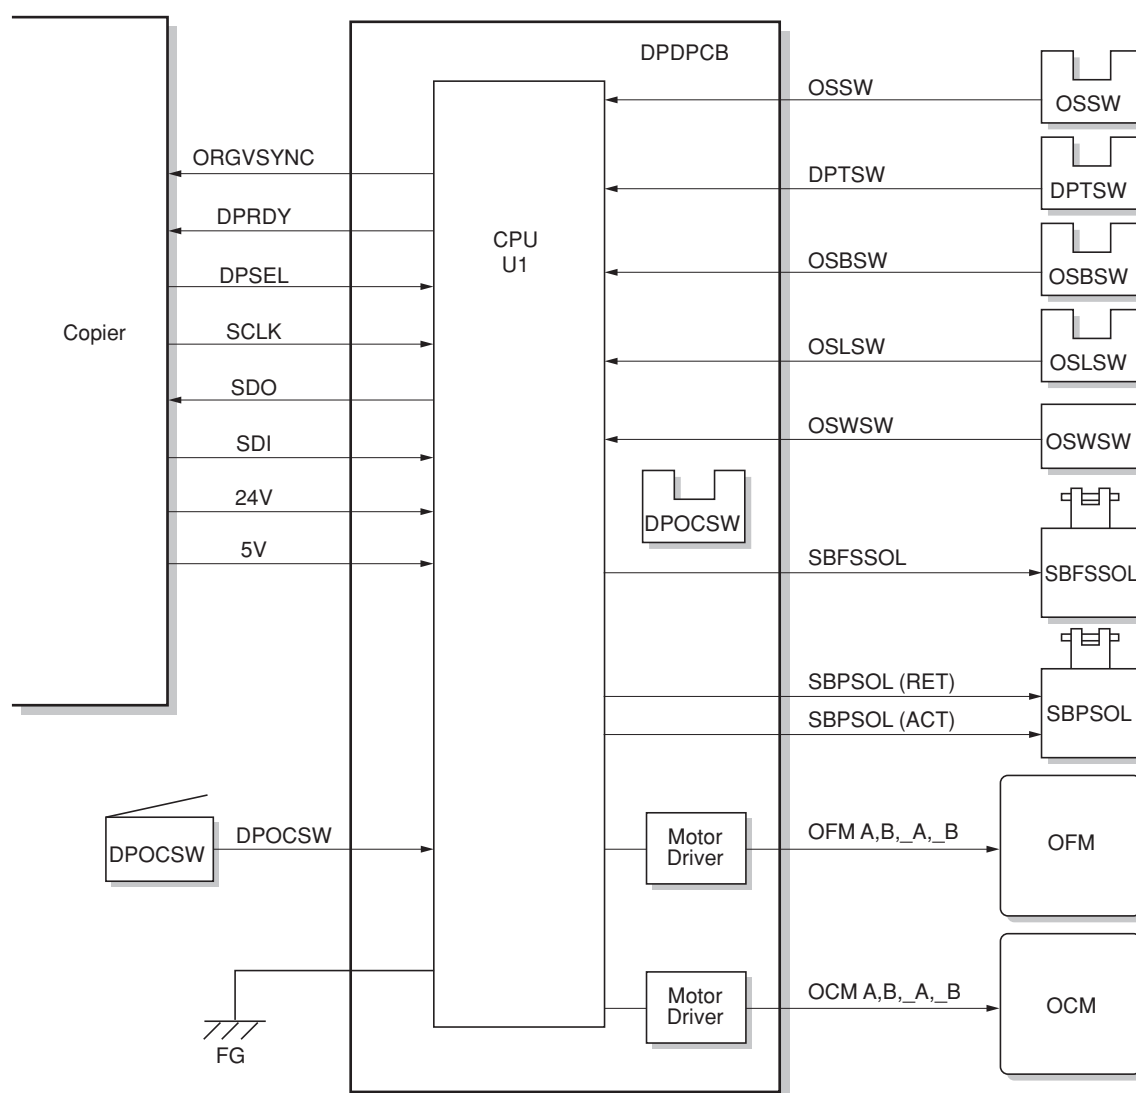 DPDPCB
OSSW
OSSW
ORGVSYNC
DPTSW
DPTSW
DPRDY
CPU
U1
OSBSW
OSBSW
DPSEL
Copier
SCLK
OSLSW
OSLSW
SDO
OSWSW
OSWSW
SDI
24V
DPOCSW
5V
SBFSSOL
SBFSSOL
SBPSOL (RET)
SBPSOL (ACT)
SBPSOL
DPOCSW
DPOCSW
Motor
Driver
OFM A,B,_A,_B
OFM
Motor
Driver
OCM A,B,_A,_B
OCM
FG